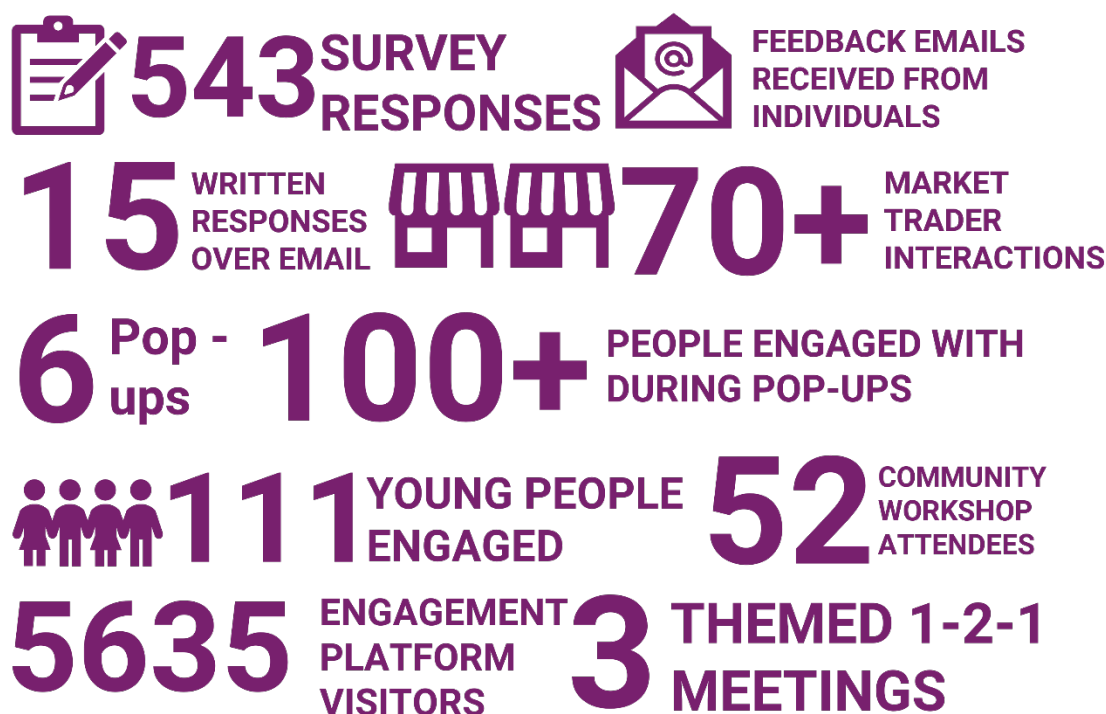 543 SURVEY
RESPONSES
@
FEEDBACK EMAILS
RECEIVED FROM
INDIVIDUALS
15 WRITTEN
RESPONSES
OVER EMAIL
70+ MARKET
TRADER
INTERACTIONS
6 Pop -
ups
100+ PEOPLE ENGAGED WITH
DURING POP-UPS
111 YOUNG PEOPLE
ENGAGED
52 COMMUNITY
WORKSHOP
ATTENDEES
5635 ENGAGEMENT
PLATFORM
VISITORS
3 THEMED 1-2-1
MEETINGS